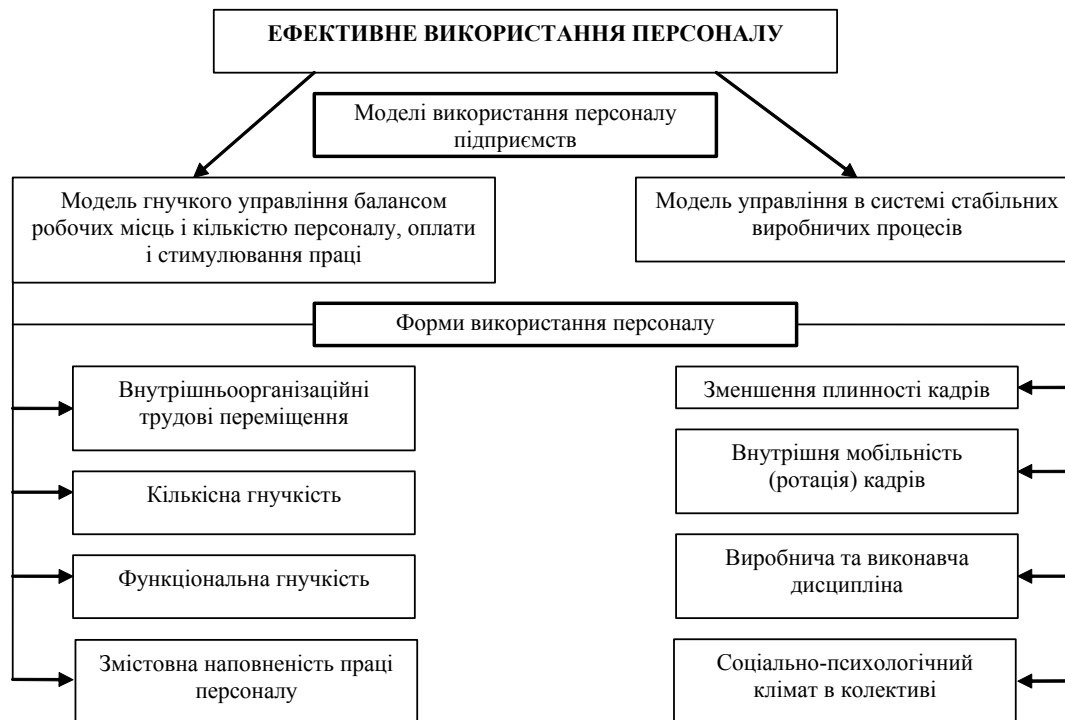 ЕФЕКТИВНЕ ВИКОРИСТАННЯ ПЕРСОНАЛУ
Моделі використання персоналу
підприємств
Модель гнучкого управління балансом
робочих місць і кількістю персоналу, оплати
і стимулювання праці
Модель управління в системі стабільних
виробничих процесів
Форми використання персоналу
Внутрішньоорганізаційні
трудові переміщення
Кількісна гнучкість
Функціональна гнучкість
Змістовна наповненість праці
персоналу
Зменшення плинності кадрів
Внутрішня мобільність
(ротація) кадрів
Виробнича та виконавча
дисципліна
Соціально-психологічний
клімат в колективі